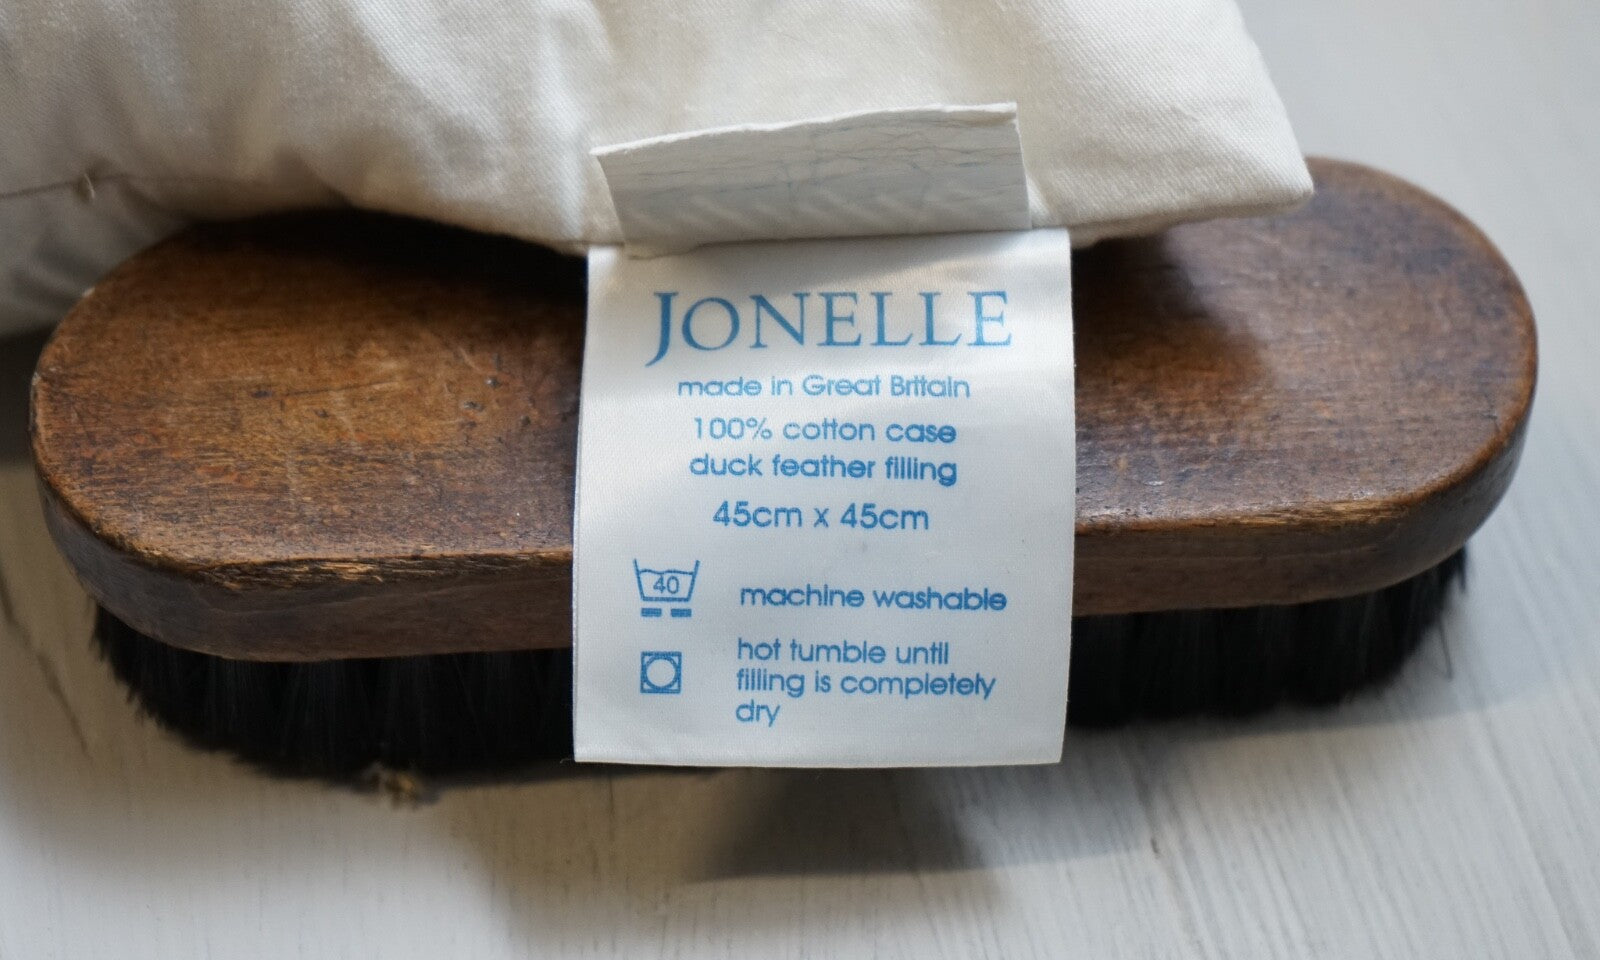 JONELLE
made in Great Britain
100% cotton case
duck feather filling
45cm x 45cm
40 machine washable
hot tumble until
filling is completely
dry